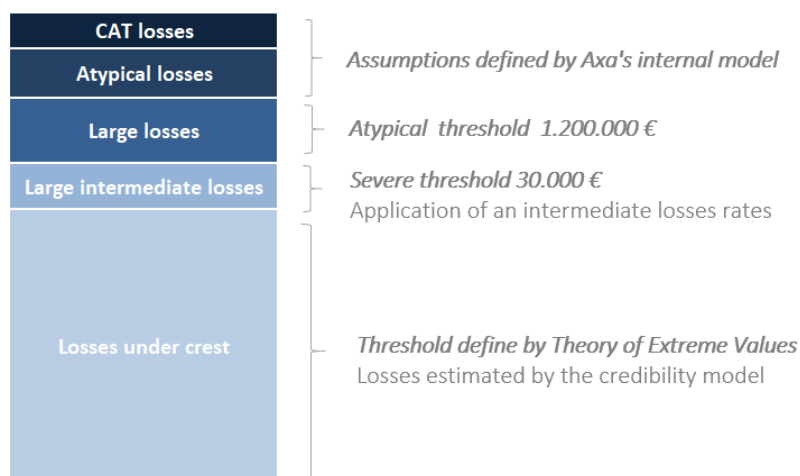 CAT losses
Atypical losses
Assumptions defined by Axa's internal model
Large losses
Atypical threshold 1.200.000 €
Large intermediate losses
Severe threshold 30.000 €
Application of an intermediate losses rates
Losses under crest
Threshold define by Theory of Extreme Values
Losses estimated by the credibility model